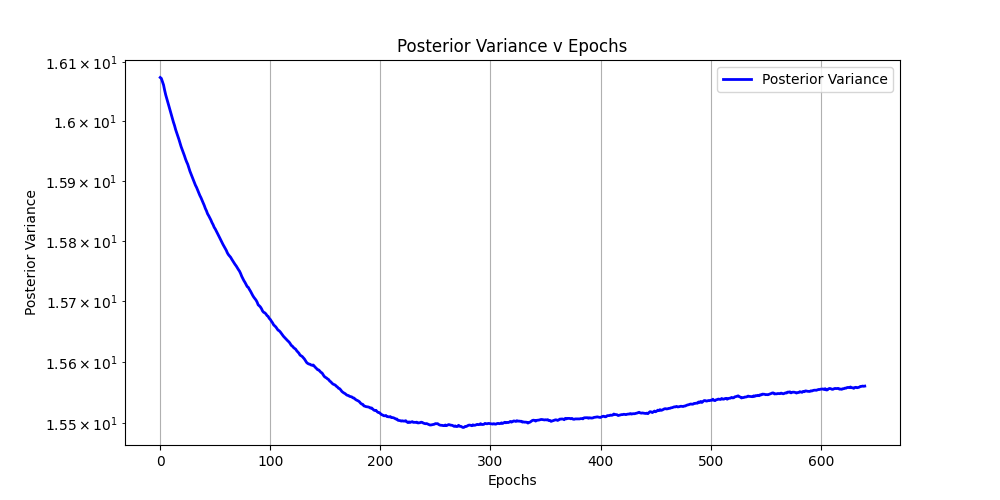 Posterior Variance v Epochs
1.61 × 10¹
1.6 × 10¹
1.59 × 10¹
1.58 × 10¹
1.57 × 10¹
1.56 × 10¹
1.55 × 10¹
Posterior Variance
Posterior Variance
0 100 200 300 400 500 600
Epochs